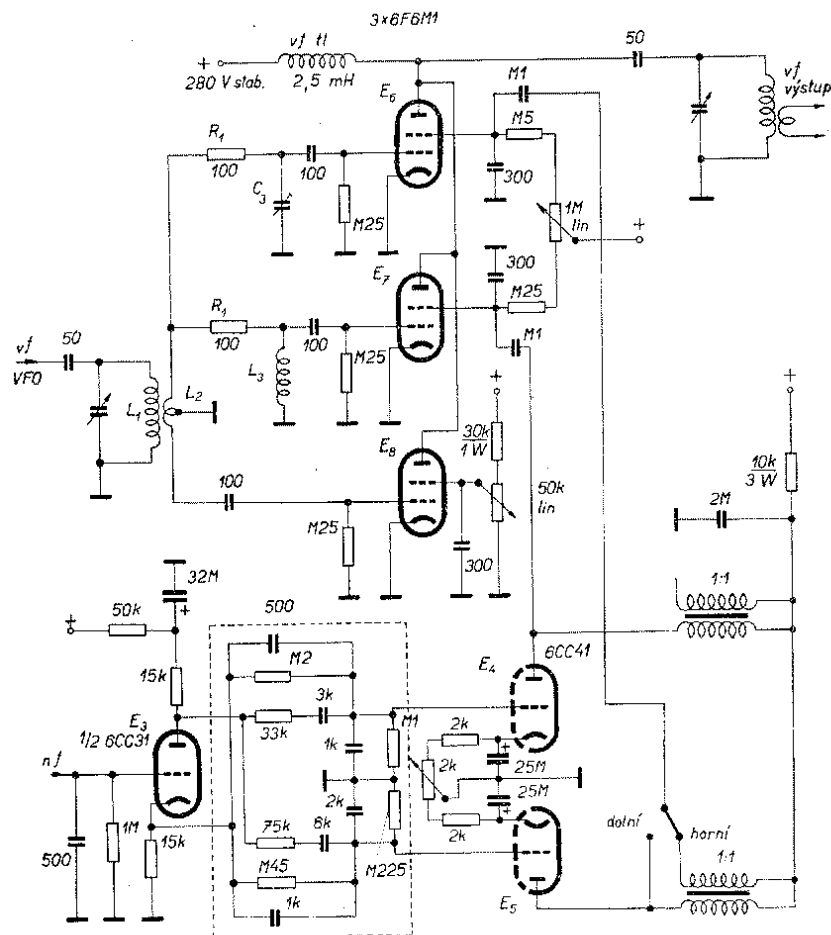 3×6F6M1
vf tl
50
+
280 V stab.
2,5 mH
M1
vf
výstup
E6
R1
M5
100
100
C3
300
1M
lin
+
M25
300
E7
R1
M25
100
100
M1
vf
VFO
50
M25
+
+
L3
L1
L2
E8
30k
1W
10k
3W
100
50k
lin
2M
M25
300
32M
+
1:1
500
50k
+
6CC41
M2
E4
15k
3k
E3
33k
M1
1/2 6CC31
1k
2k
+
2k
25M
nf
2k
25M
+
dolní
horní
75k
6k
2k
1M
15k
500
M45
M225
1:1
1k
E5